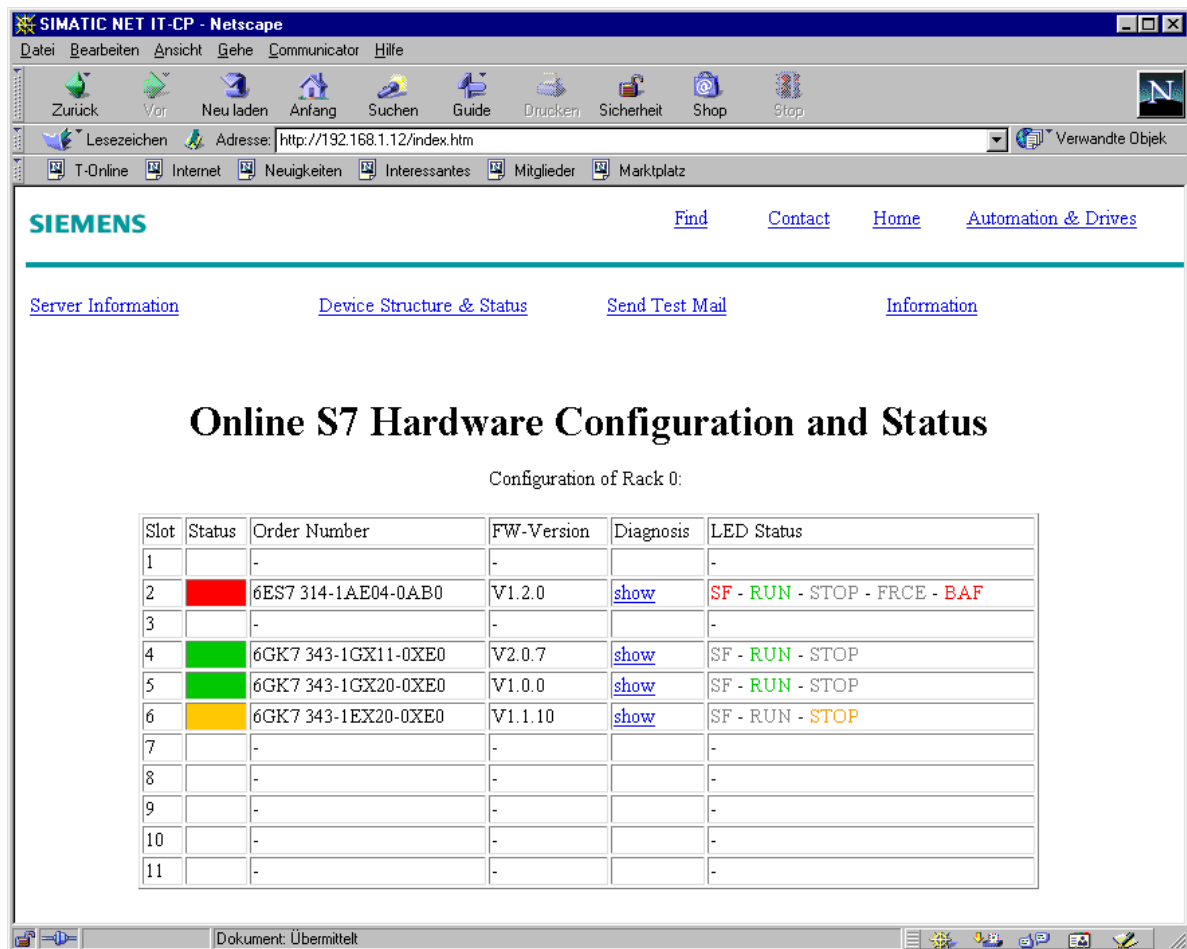 SIMATIC NET IT-CP - Netscape
Datei Bearbeiten Ansicht Gehe Communicator Hilfe
Zurück Vor Neu laden Anfang Suchen Guide Drucken Sicherheit Shop Stop
N
Lesezeichen Adresse: http://192.168.1.12/index.htm Verwandte Objek
T-Online Internet Neuigkeiten Interessantes Mitglieder Marktplatz
SIEMENS Find Contact Home Automation & Drives
Server Information Device Structure & Status Send Test Mail Information
Online S7 Hardware Configuration and Status
Configuration of Rack 0:
Slot Status Order Number FW-Version Diagnosis LED Status
1 - - -
2 6ES7 314-1AE04-0AB0 V1.2.0 show SF - RUN - STOP - FRCE - BAF
3 - - -
4 6GK7 343-1GX11-0XE0 V2.0.7 show SF - RUN - STOP
5 6GK7 343-1GX20-0XE0 V1.0.0 show SF - RUN - STOP
6 6GK7 343-1EX20-0XE0 V1.1.10 show SF - RUN - STOP
7 - - -
8 - - -
9 - - -
10 - - -
11 - - -
Dokument: Übermittelt